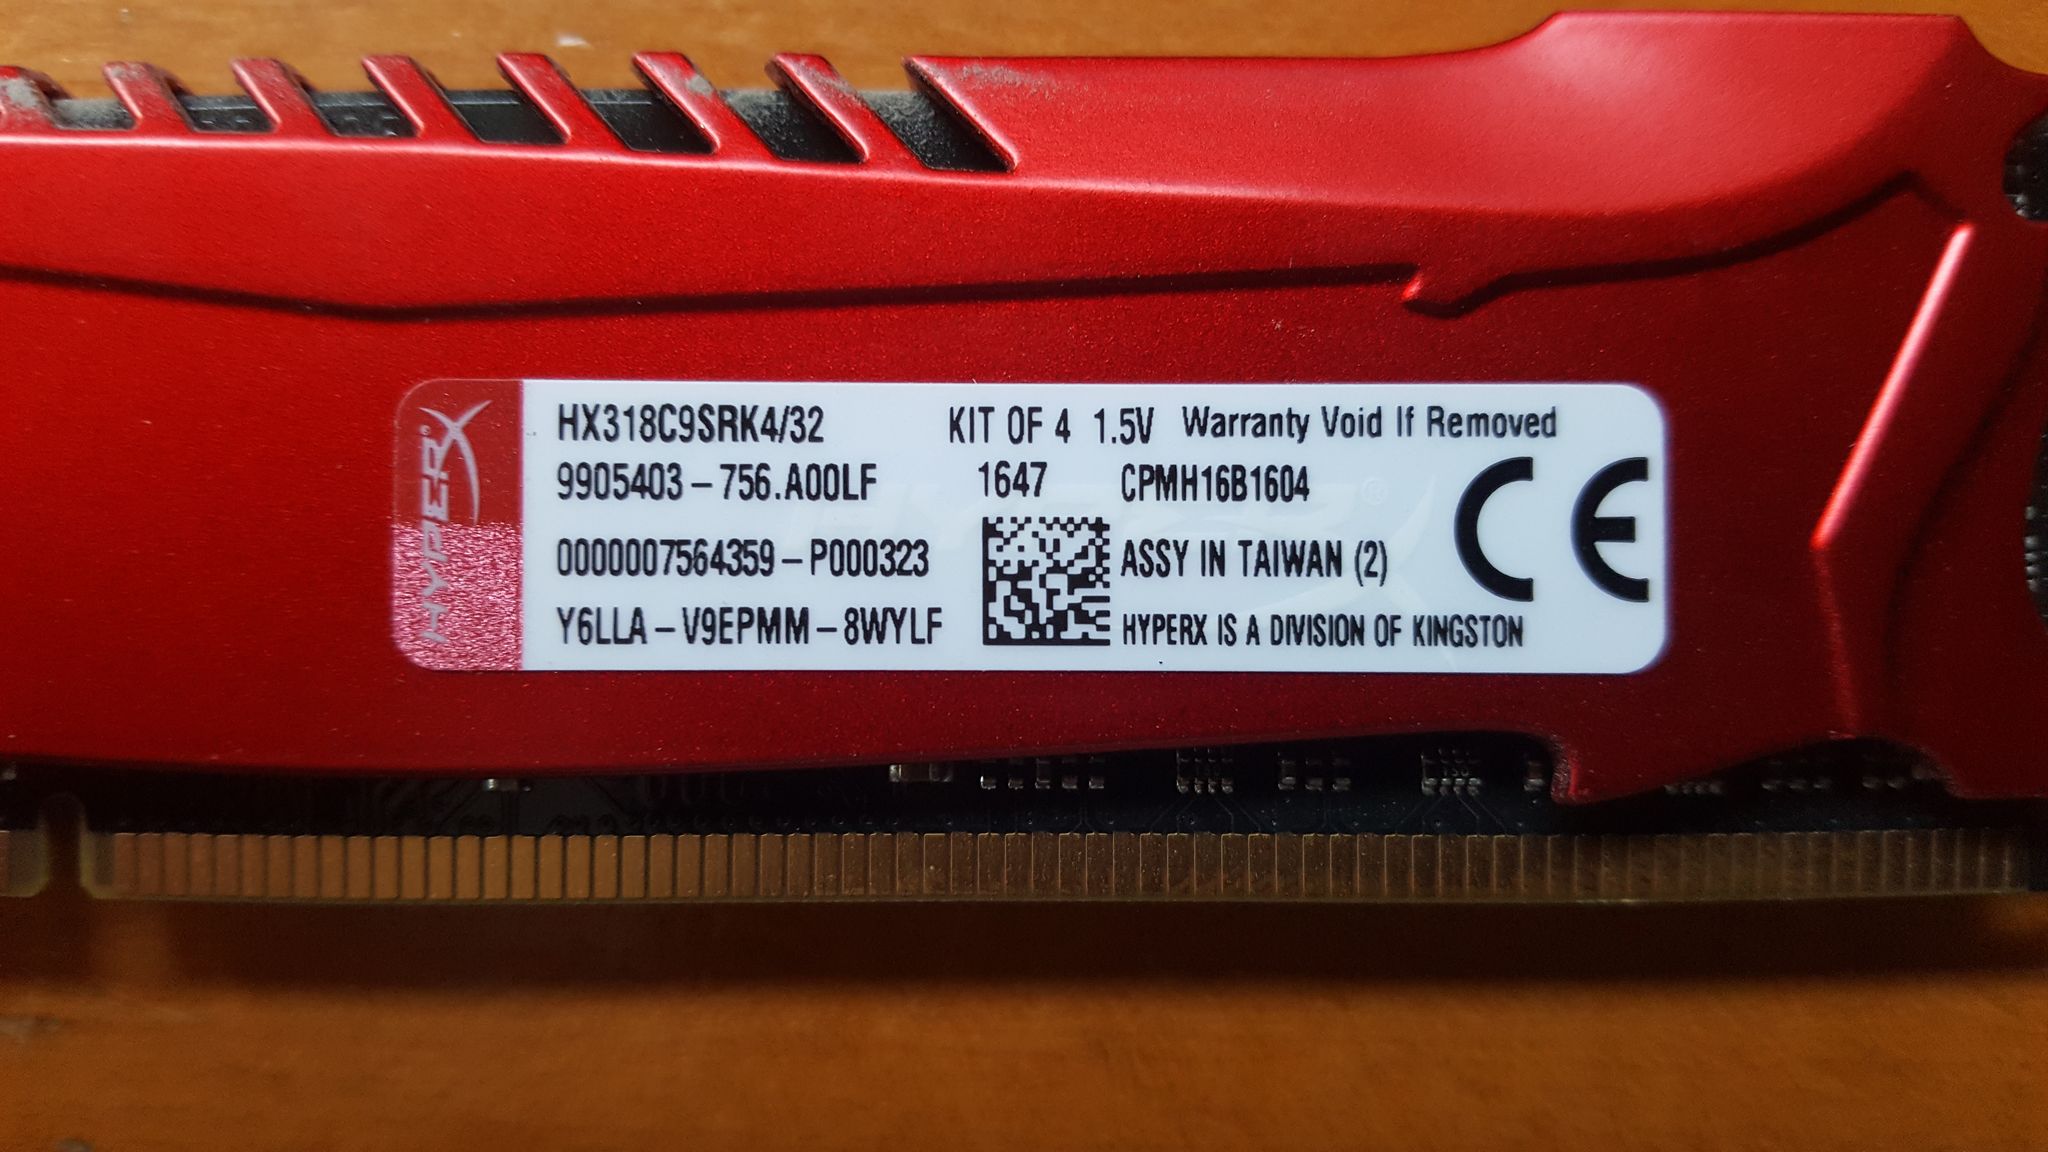 HYPERX
HX318C9SRK4/32 KIT OF 4 1.5V Warranty Void If Removed
9905403-756.A00LF 1647 CPMH16B1604
0000007564359-P000323 ASSY IN TAIWAN (2) CE
Y6LLA-V9EPMM-8WYLF HYPERX IS A DIVISION OF KINGSTON